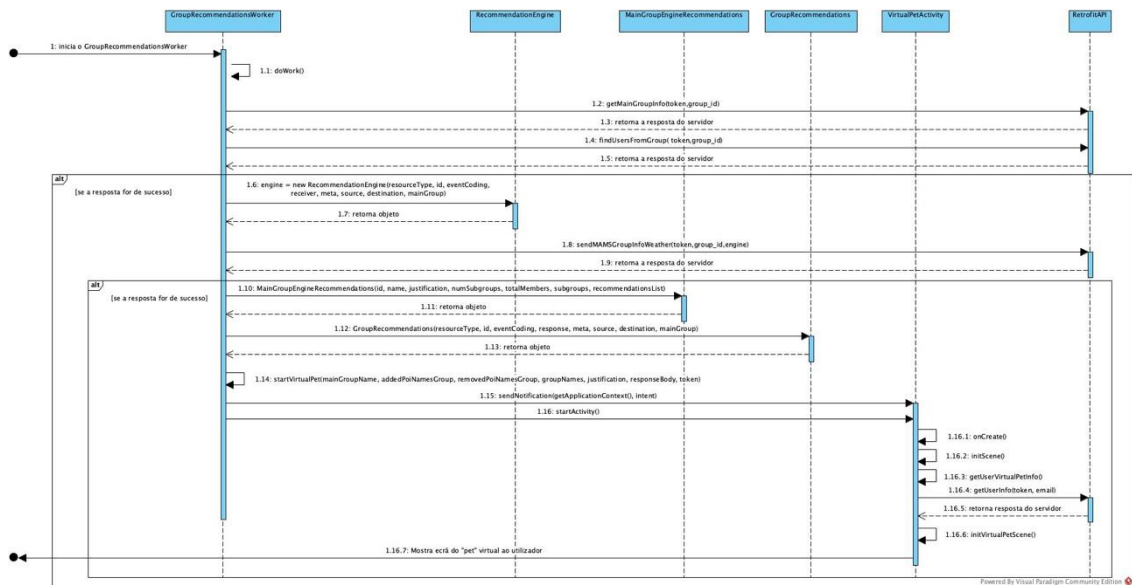 GroupRecommendationsWorker
RecommendationEngine
MainGroupEngineRecommendations
GroupRecommendations
VirtualPetActivity
RetrofitAPI
1: inicia o GroupRecommendationsWorker
1.1: doWork()
1.2: getMainGroupInfo(token,group_id)
1.3: retorna a resposta do servidor
1.4: findUsersFromGroup( token,group_id)
1.5: retorna a resposta do servidor
alt
[se a resposta for de sucesso]
1.6: engine = new RecommendationEngine(resourceType, id, eventCoding,
receiver, meta, source, destination, mainGroup)
1.7: retorna objeto
1.8: sendMAMSGroupInfoWeather(token,group_id,engine)
1.9: retorna a resposta do servidor
alt
[se a resposta for de sucesso]
1.10: MainGroupEngineRecommendations(id, name, justification, numSubgroups, totalMembers, subgroups, recommendationsList)
1.11: retorna objeto
1.12: GroupRecommendations(resourceType, id, eventCoding, response, meta, source, destination, mainGroup)
1.13: retorna objeto
1.14: startVirtualPet(mainGroupName, addedPoiNamesGroup, removedPoiNamesGroup, groupNames, justification, responseBody, token)
1.15: sendNotification(getApplicationContext(), intent)
1.16: startActivity()
1.16.1: onCreate()
1.16.2: initScene()
1.16.3: getUserVirtualPetInfo()
1.16.4: getUserInfo(token, email)
1.16.5: retorna resposta do servidor
1.16.6: initVirtualPetScene()
1.16.7: Mostra ecrã do "pet" virtual ao utilizador
Powered By Visual Paradigm Community Edition